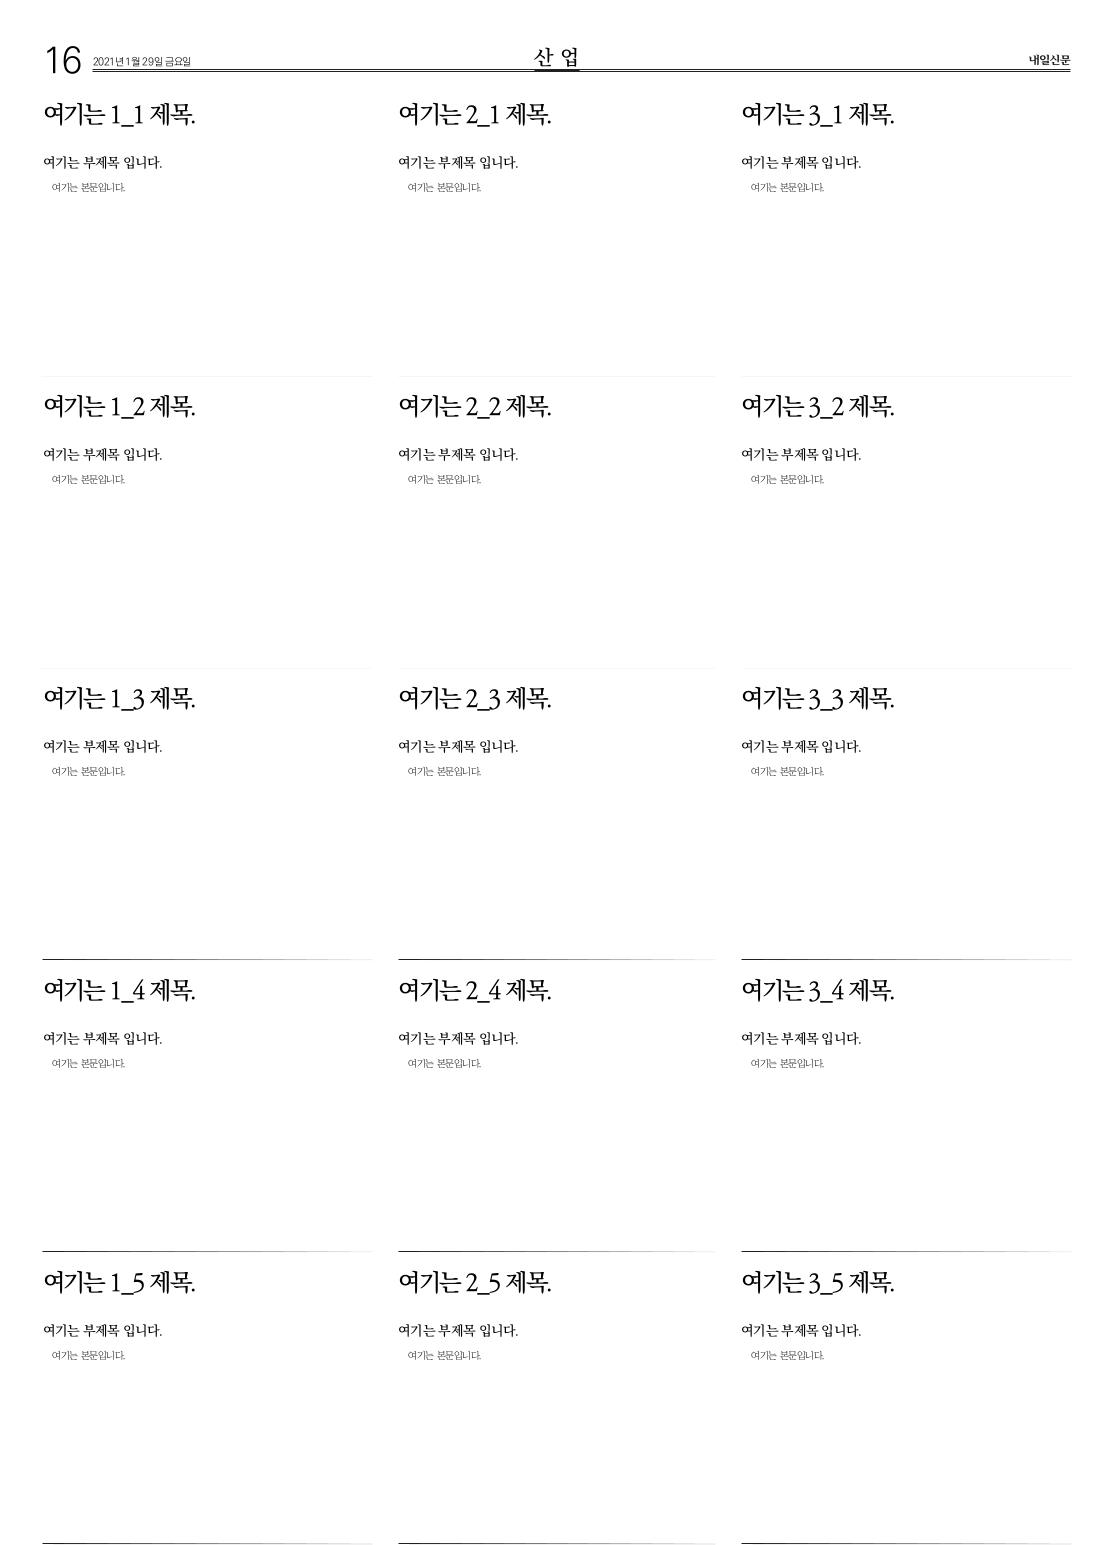 16 2021년 1월 29일 금요일 산 업 내일신문
여기는 1_1 제목.
여기는 부제목 입니다.
여기는 본문입니다.
여기는 1_2 제목.
여기는 부제목 입니다.
여기는 본문입니다.
여기는 1_3 제목.
여기는 부제목 입니다.
여기는 본문입니다.
여기는 1_4 제목.
여기는 부제목 입니다.
여기는 본문입니다.
여기는 1_5 제목.
여기는 부제목 입니다.
여기는 본문입니다.
여기는 2_1 제목.
여기는 부제목 입니다.
여기는 본문입니다.
여기는 2_2 제목.
여기는 부제목 입니다.
여기는 본문입니다.
여기는 2_3 제목.
여기는 부제목 입니다.
여기는 본문입니다.
여기는 2_4 제목.
여기는 부제목 입니다.
여기는 본문입니다.
여기는 2_5 제목.
여기는 부제목 입니다.
여기는 본문입니다.
여기는 3_1 제목.
여기는 부제목 입니다.
여기는 본문입니다.
여기는 3_2 제목.
여기는 부제목 입니다.
여기는 본문입니다.
여기는 3_3 제목.
여기는 부제목 입니다.
여기는 본문입니다.
여기는 3_4 제목.
여기는 부제목 입니다.
여기는 본문입니다.
여기는 3_5 제목.
여기는 부제목 입니다.
여기는 본문입니다.